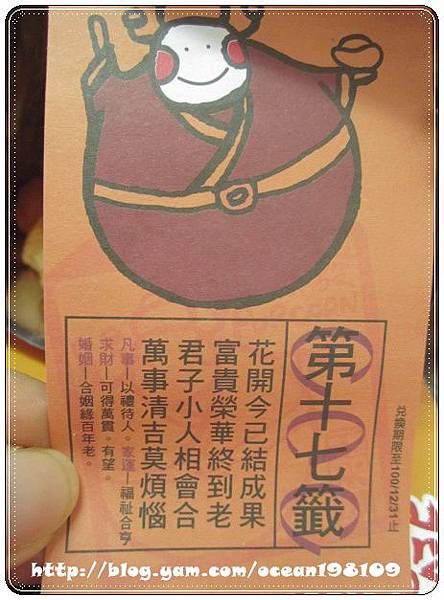 兌換期限至100/12/31止
第十七籤
花開今已結成果
富貴榮華終到老
君子小人相會合
萬事清吉莫煩惱
凡事—以禮待人。家運—福祉合亨
求財—可得萬貫。有望。
婚姻—合姻緣百年老。
http://blog.yam.com/ocean198109